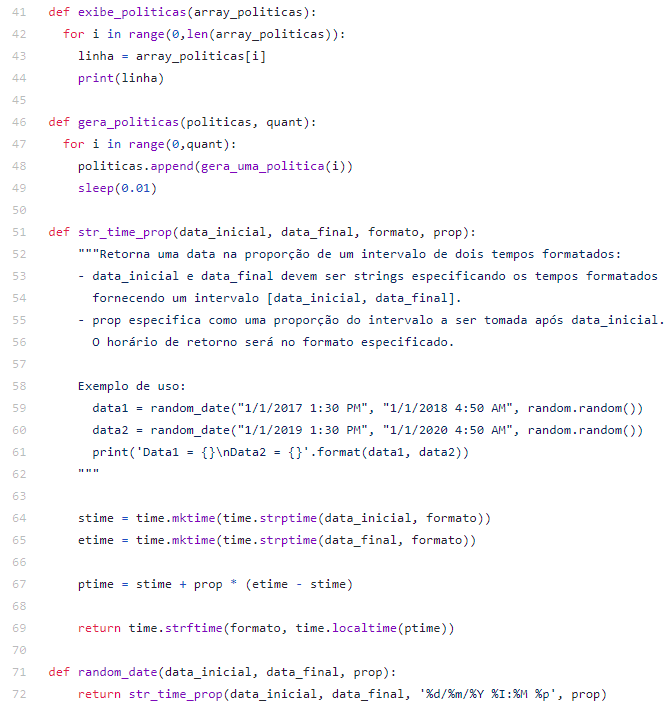 41 def exibe_politicas(array_politicas):
42   for i in range(0,len(array_politicas)):
43     linha = array_politicas[i]
44     print(linha)
45
46 def gera_politicas(politicas, quant):
47   for i in range(0,quant):
48     politicas.append(gera_uma_politica(i))
49     sleep(0.01)
50
51 def str_time_prop(data_inicial, data_final, formato, prop):
52     """Retorna uma data na proporção de um intervalo de dois tempos formatados:
53     - data_inicial e data_final devem ser strings especificando os tempos formatados
54       fornecendo um intervalo [data_inicial, data_final].
55     - prop especifica como uma proporção do intervalo a ser tomada após data_inicial.
56       O horário de retorno será no formato especificado.
57
58     Exemplo de uso:
59       data1 = random_date("1/1/2017 1:30 PM", "1/1/2018 4:50 AM", random.random())
60       data2 = random_date("1/1/2019 1:30 PM", "1/1/2020 4:50 AM", random.random())
61       print('Data1 = {}\nData2 = {}'.format(data1, data2))
62     """
63
64     stime = time.mktime(time.strptime(data_inicial, formato))
65     etime = time.mktime(time.strptime(data_final, formato))
66
67     ptime = stime + prop * (etime - stime)
68
69     return time.strftime(formato, time.localtime(ptime))
70
71 def random_date(data_inicial, data_final, prop):
72     return str_time_prop(data_inicial, data_final, '%d/%m/%Y %I:%M %p', prop)